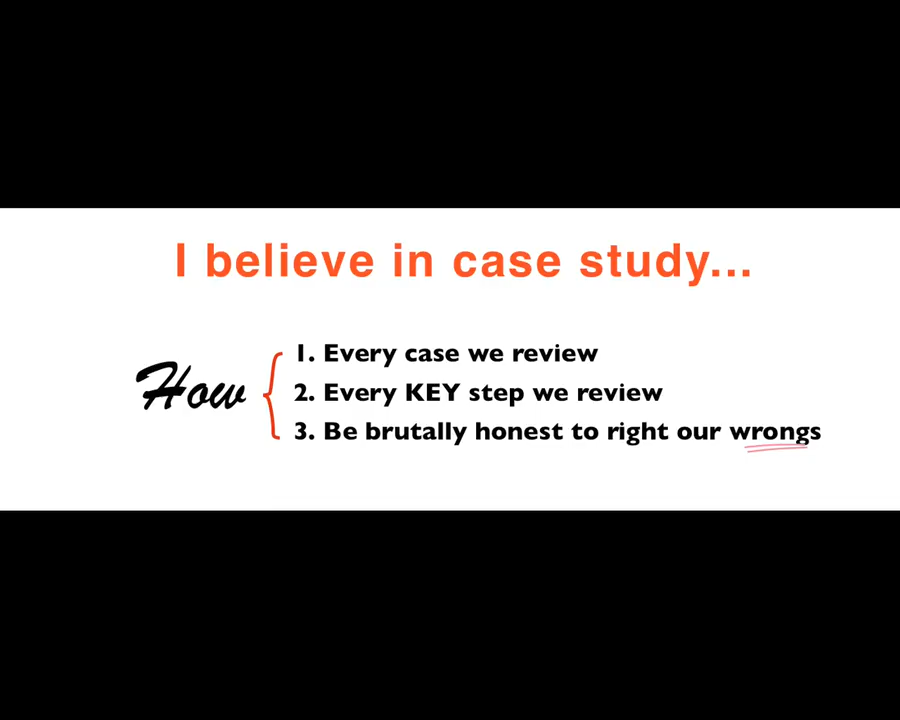 I believe in case study...
How
1. Every case we review
2. Every KEY step we review
3. Be brutally honest to right our wrongs